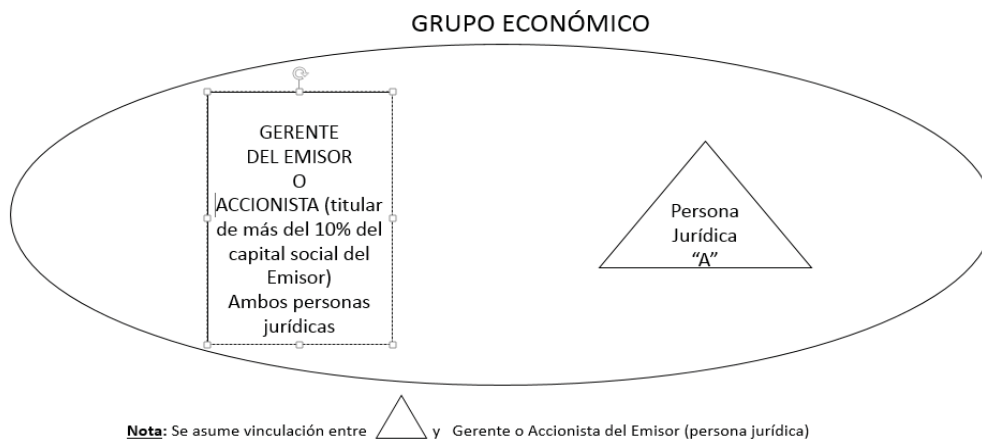 GRUPO ECONÓMICO
GERENTE
DEL EMISOR
O
ACCIONISTA (titular
de más del 10% del
capital social del
Emisor)
Ambos personas
jurídicas
Persona
Jurídica
“A”
Nota: Se asume vinculación entre y Gerente o Accionista del Emisor (persona jurídica)